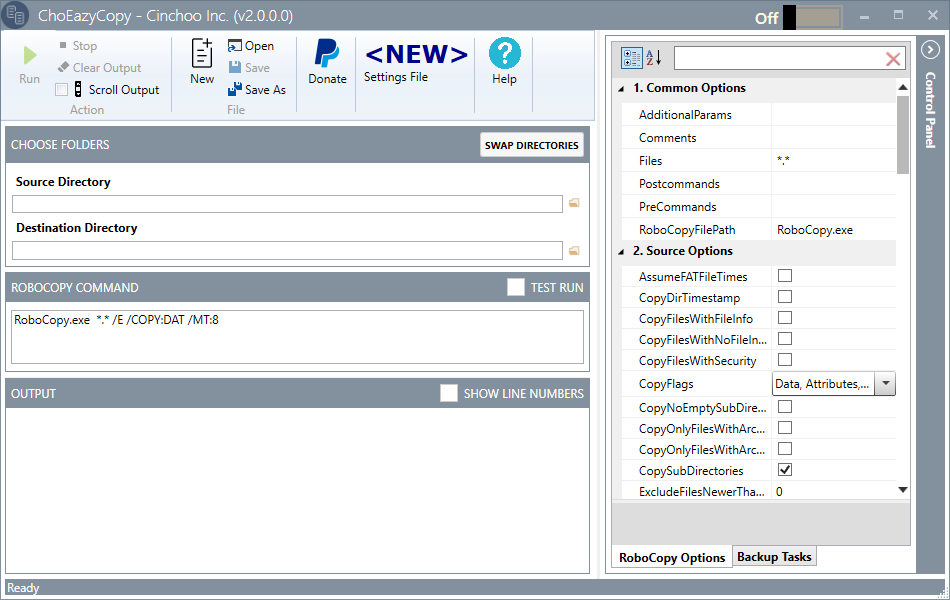 ChoEazyCopy - Cinchoo Inc. (v2.0.0.0)
Off
Run
Stop
Clear Output
Scroll Output
Action
New
Open
Save
Save As
File
Donate
<NEW>
Settings File
Help
CHOOSE FOLDERS
SWAP DIRECTORIES
Source Directory
Destination Directory
ROBOCOPY COMMAND
TEST RUN
RoboCopy.exe *.* /E /COPY:DAT /MT:8
OUTPUT
SHOW LINE NUMBERS
Ready
A
Z
1. Common Options
AdditionalParams
Comments
Files *.*
Postcommands
PreCommands
RoboCopyFilePath RoboCopy.exe
2. Source Options
AssumeFATFileTimes
CopyDirTimestamp
CopyFilesWithFileInfo
CopyFilesWithNoFileIn...
CopyFilesWithSecurity
CopyFlags Data, Attributes,...
CopyNoEmptySubDire...
CopyOnlyFilesWithArc...
CopyOnlyFilesWithArc...
CopySubDirectories
ExcludeFilesNewerTha... 0
RoboCopy Options
Backup Tasks
Control Panel